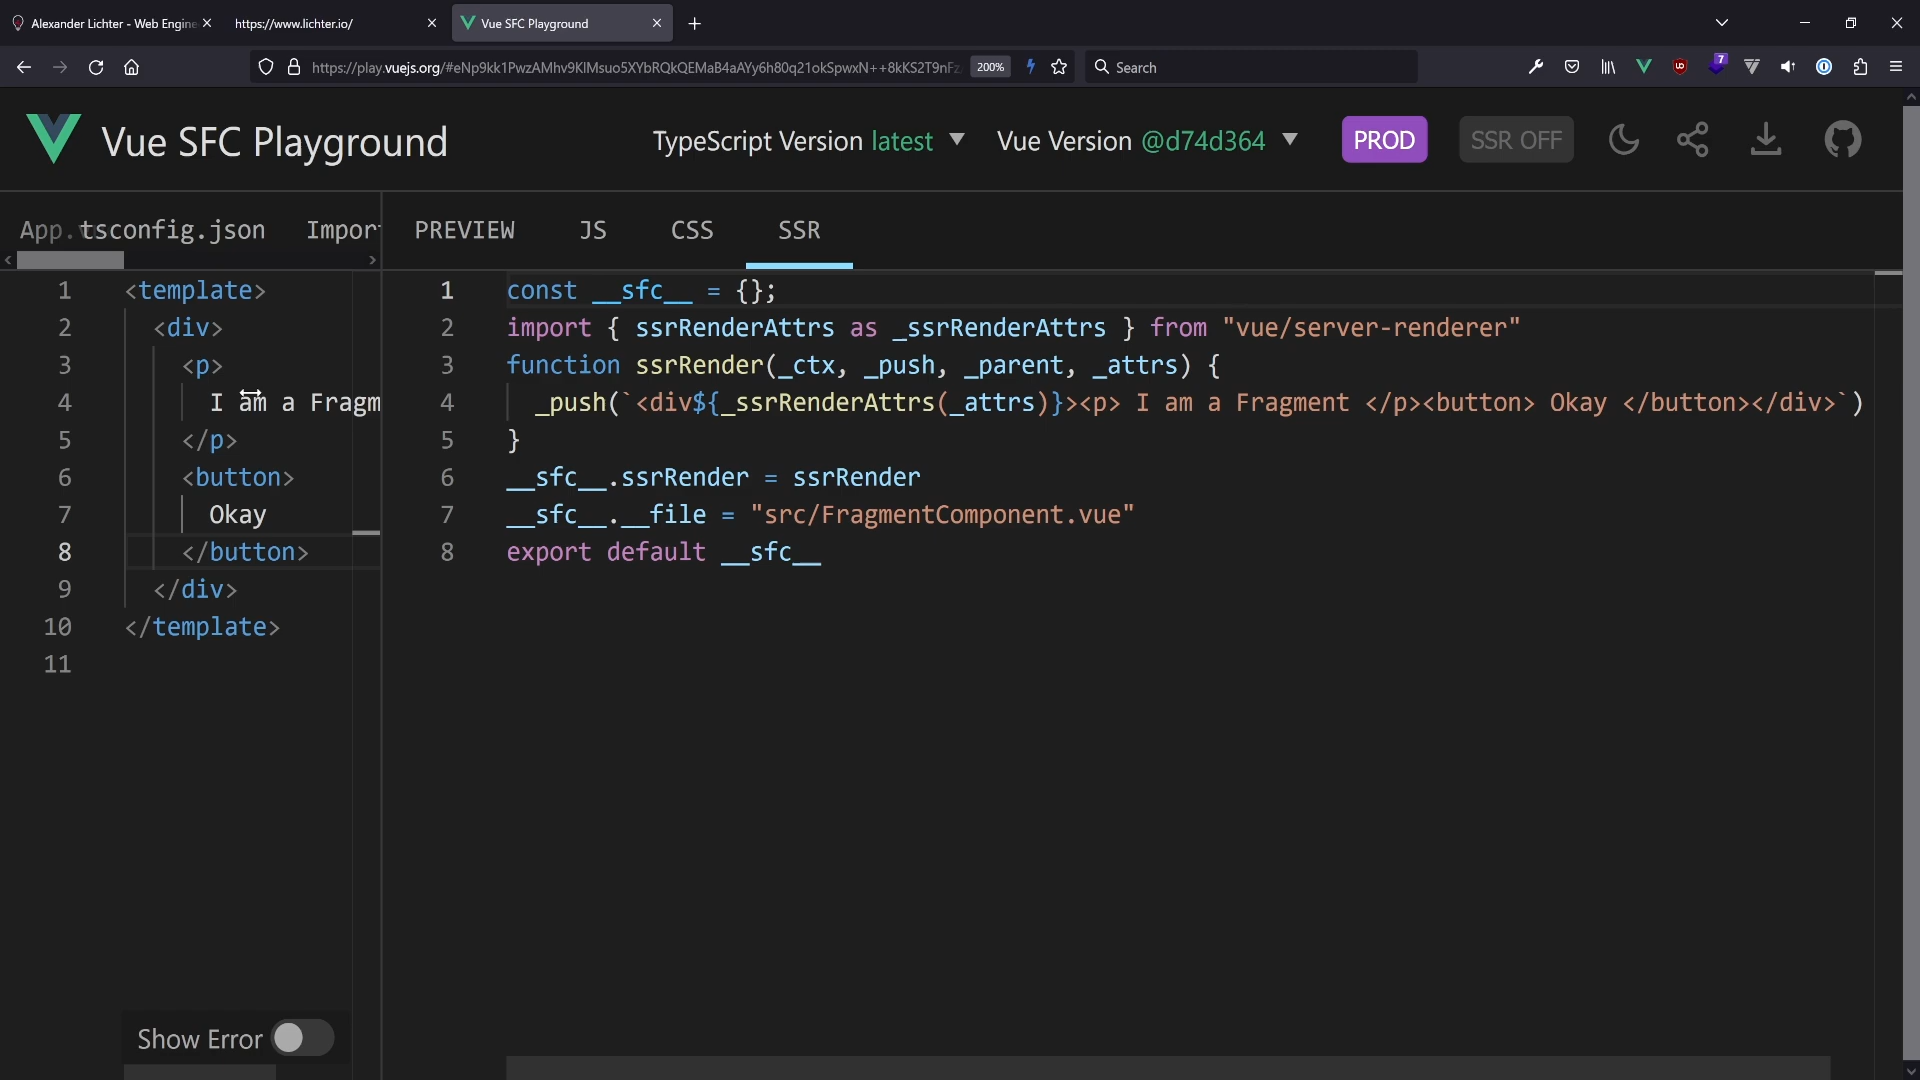 Alexander Lichter - Web Engine
https://www.lichter.io/
Vue SFC Playground
https://play.vuejs.org/#eNp9kk1PwzAMhv9KlMsuo5XYbRQkQEMaB4aAYy6h80q21okSpwxN++8kKS2T9nFz
200%
Search
7
Vue SFC Playground
TypeScript Version latest
Vue Version @d74d364
PROD
SSR OFF
App.
tsconfig.json
Impor
PREVIEW
JS
CSS
SSR
1 <template>
2 <div>
3 <p>
4 I am a Fragm
5 </p>
6 <button>
7 Okay
8 </button>
9 </div>
10 </template>
11
1 const __sfc__ = {};
2 import { ssrRenderAttrs as _ssrRenderAttrs } from "vue/server-renderer"
3 function ssrRender(_ctx, _push, _parent, _attrs) {
4 _push(`<div${_ssrRenderAttrs(_attrs)}><p> I am a Fragment </p><button> Okay </button></div>`)
5 }
6 __sfc__.ssrRender = ssrRender
7 __sfc__.__file = "src/FragmentComponent.vue"
8 export default __sfc__
Show Error